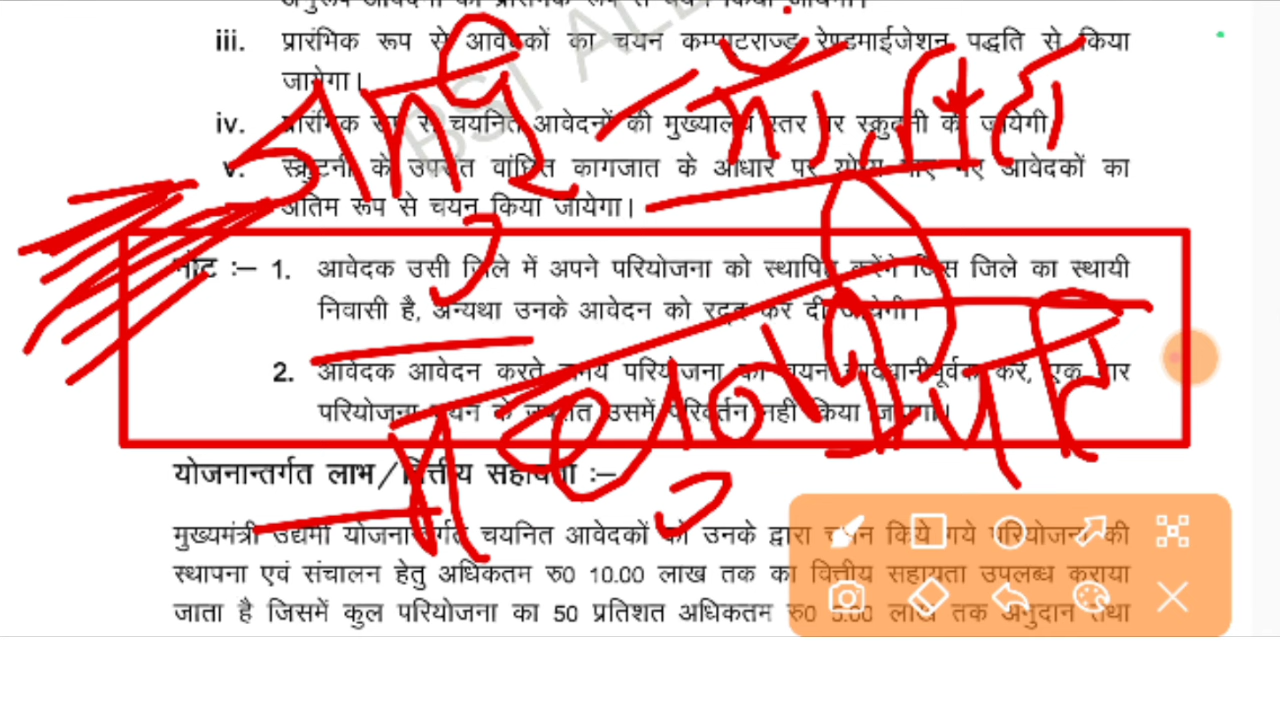 अनुरूप आवेदनों का प्रारंभिक रूप से चयन किया जायेगा।
iii. प्रारंभिक रूप से आवेदकों का चयन कम्प्यूटराईज्ड रेण्डमाईजेशन पद्धति से किया
जायेगा।
iv. प्रारंभिक रूप से चयनित आवेदनों की मुख्यालय स्तर पर स्क्रुटनी की जायेगी
v. स्क्रुटनी के उपरांत वांछित कागजात के आधार पर योग्य पाए गए आवेदकों का
अंतिम रूप से चयन किया जायेगा।
नोट :– 1. आवेदक उसी जिले में अपने परियोजना को स्थापित करेंगे जिस जिले का स्थायी
निवासी है, अन्यथा उनके आवेदन को रद्द कर दी जायेगी।
2. आवेदक आवेदन करते समय परियोजना का चयन सावधानीपूर्वक करें, एक बार
परियोजना चयन के उपरांत उसमें परिवर्तन नही किया जायेगा।
योजनान्तर्गत लाभ/वित्तीय सहायता :–
मुख्यमंत्री उद्यमी योजनान्तर्गत चयनित आवेदकों को उनके द्वारा चयन किये गये परियोजना की
स्थापना एवं संचालन हेतु अधिकतम रु0 10.00 लाख तक का वित्तीय सहायता उपलब्ध कराया
जाता है जिसमें कुल परियोजना का 50 प्रतिशत अधिकतम रु0 5.00 लाख तक अनुदान तथा